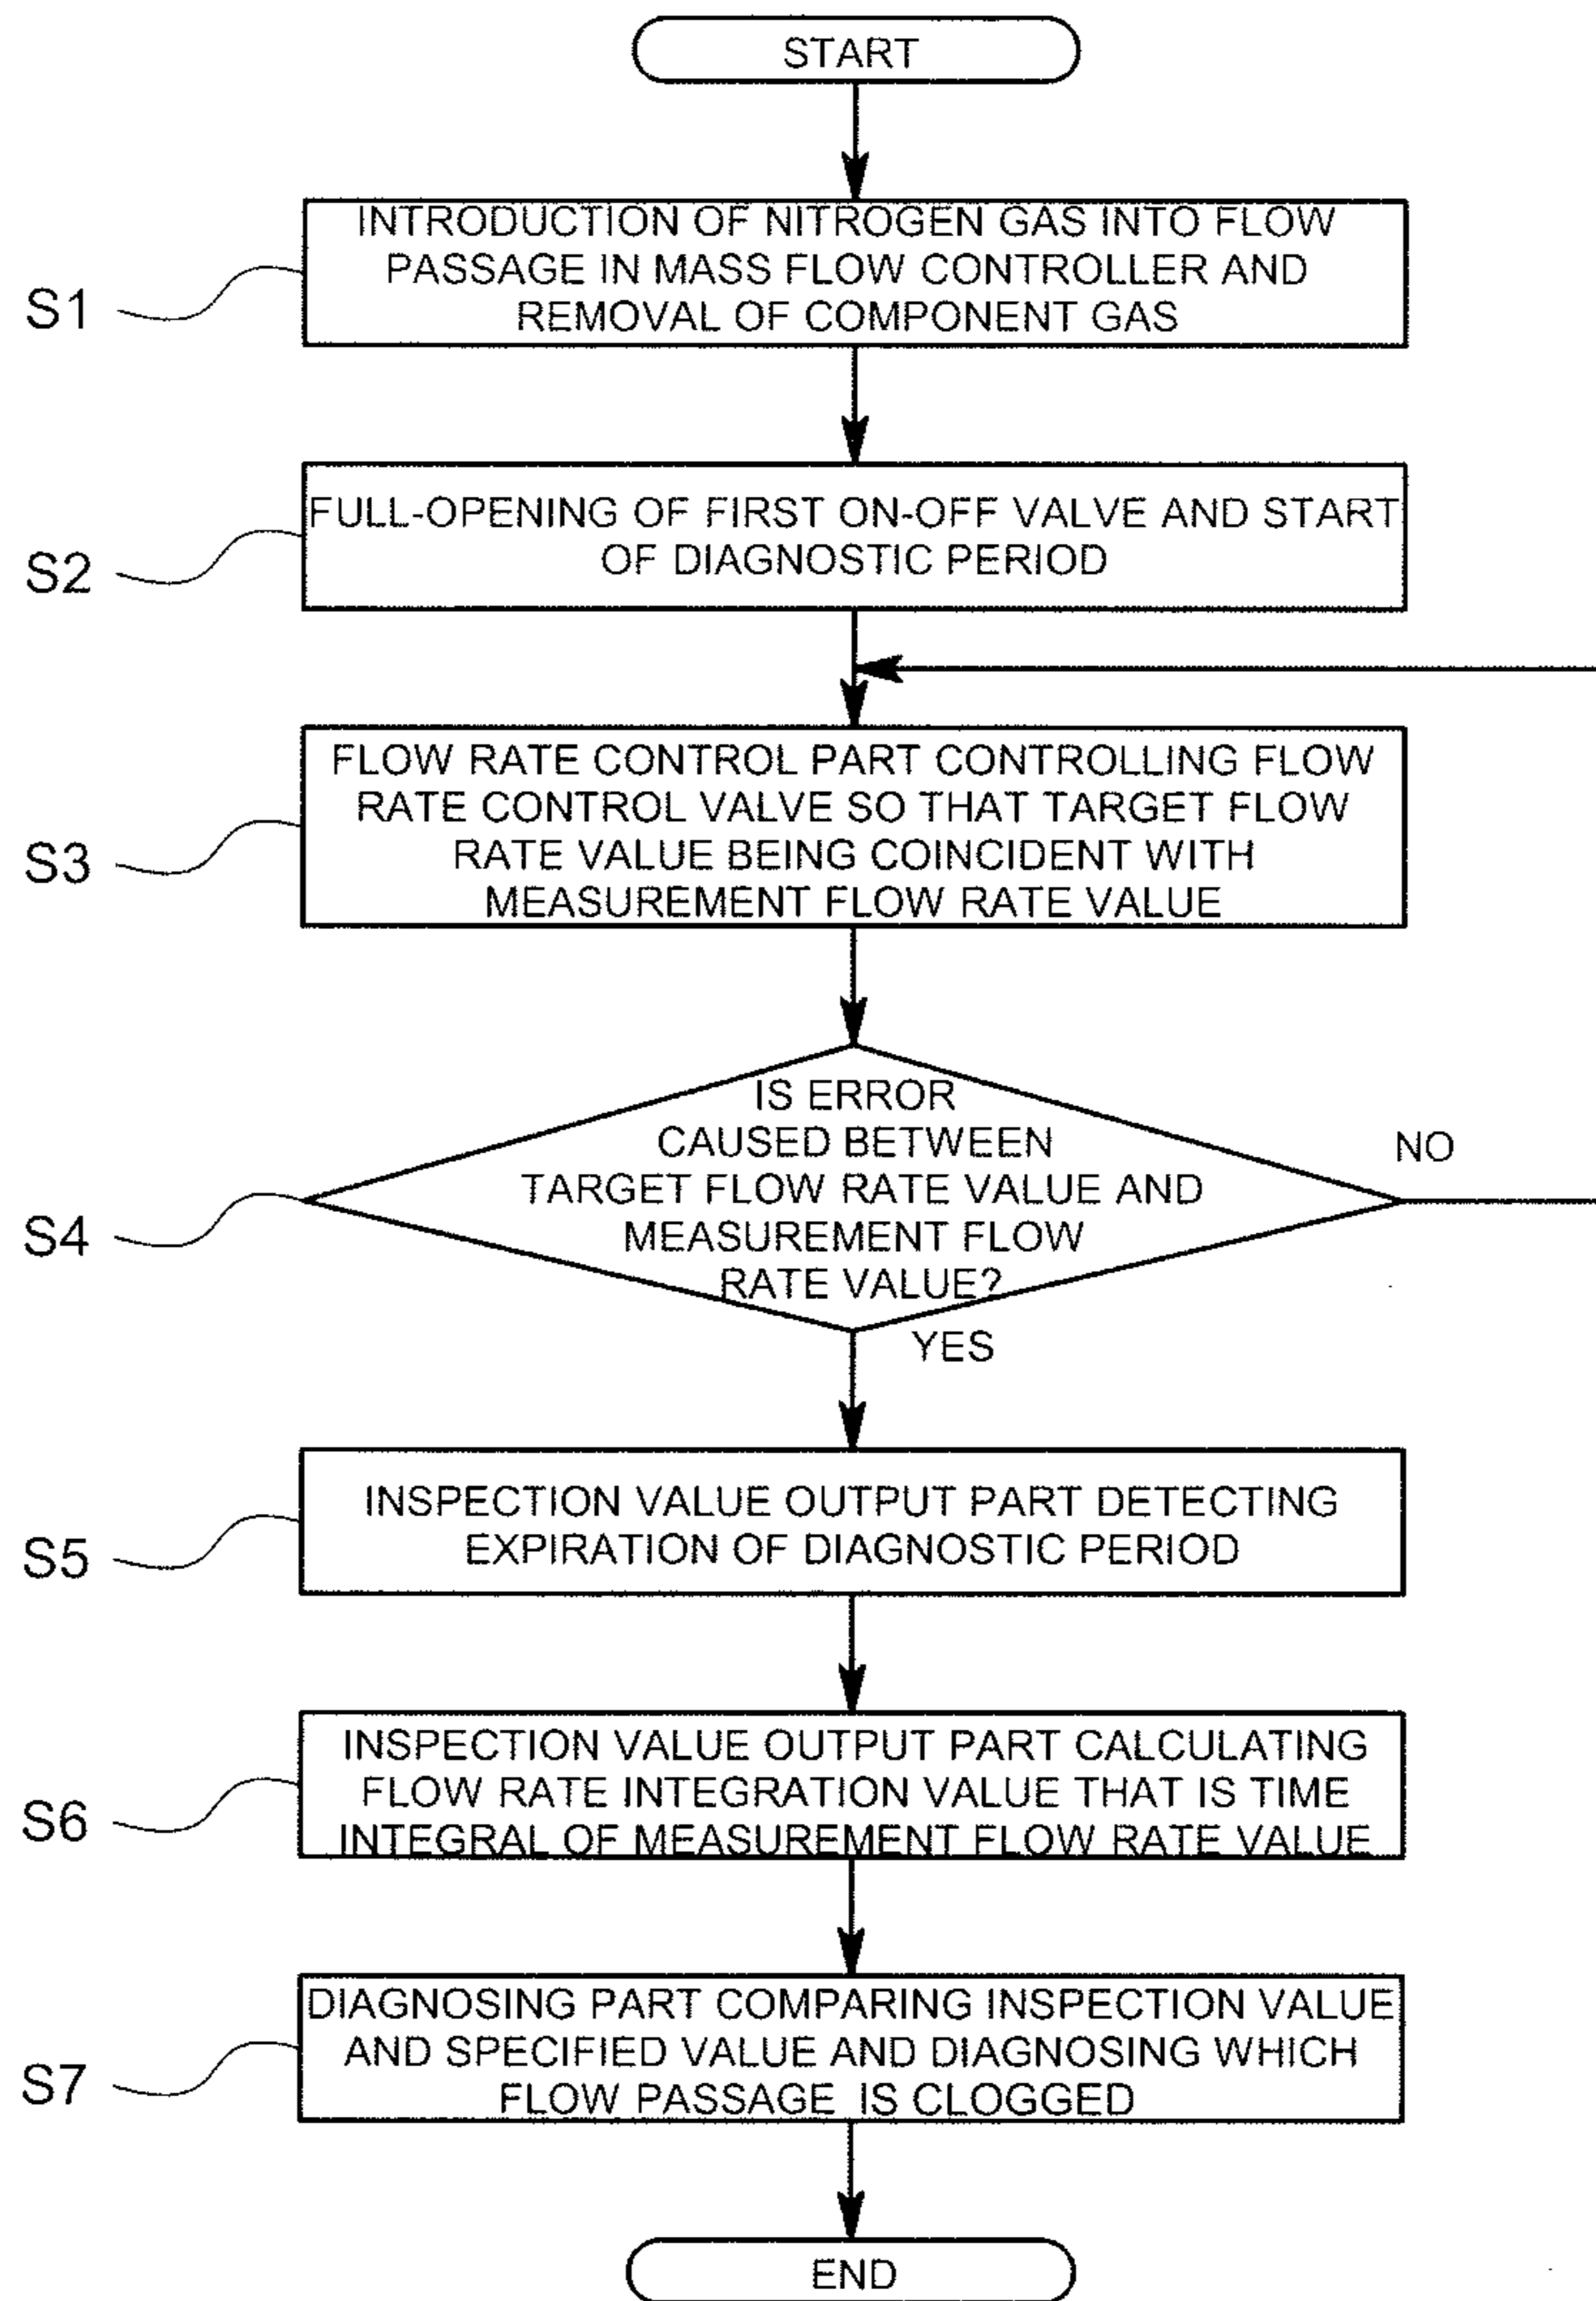 START
S1
INTRODUCTION OF NITROGEN GAS INTO FLOW
PASSAGE IN MASS FLOW CONTROLLER AND
REMOVAL OF COMPONENT GAS
S2
FULL-OPENING OF FIRST ON-OFF VALVE AND START
OF DIAGNOSTIC PERIOD
S3
FLOW RATE CONTROL PART CONTROLLING FLOW
RATE CONTROL VALVE SO THAT TARGET FLOW
RATE VALUE BEING COINCIDENT WITH
MEASUREMENT FLOW RATE VALUE
S4
IS ERROR
CAUSED BETWEEN
TARGET FLOW RATE VALUE AND
MEASUREMENT FLOW
RATE VALUE?
NO
YES
S5
INSPECTION VALUE OUTPUT PART DETECTING
EXPIRATION OF DIAGNOSTIC PERIOD
S6
INSPECTION VALUE OUTPUT PART CALCULATING
FLOW RATE INTEGRATION VALUE THAT IS TIME
INTEGRAL OF MEASUREMENT FLOW RATE VALUE
S7
DIAGNOSING PART COMPARING INSPECTION VALUE
AND SPECIFIED VALUE AND DIAGNOSING WHICH
FLOW PASSAGE IS CLOGGED
END